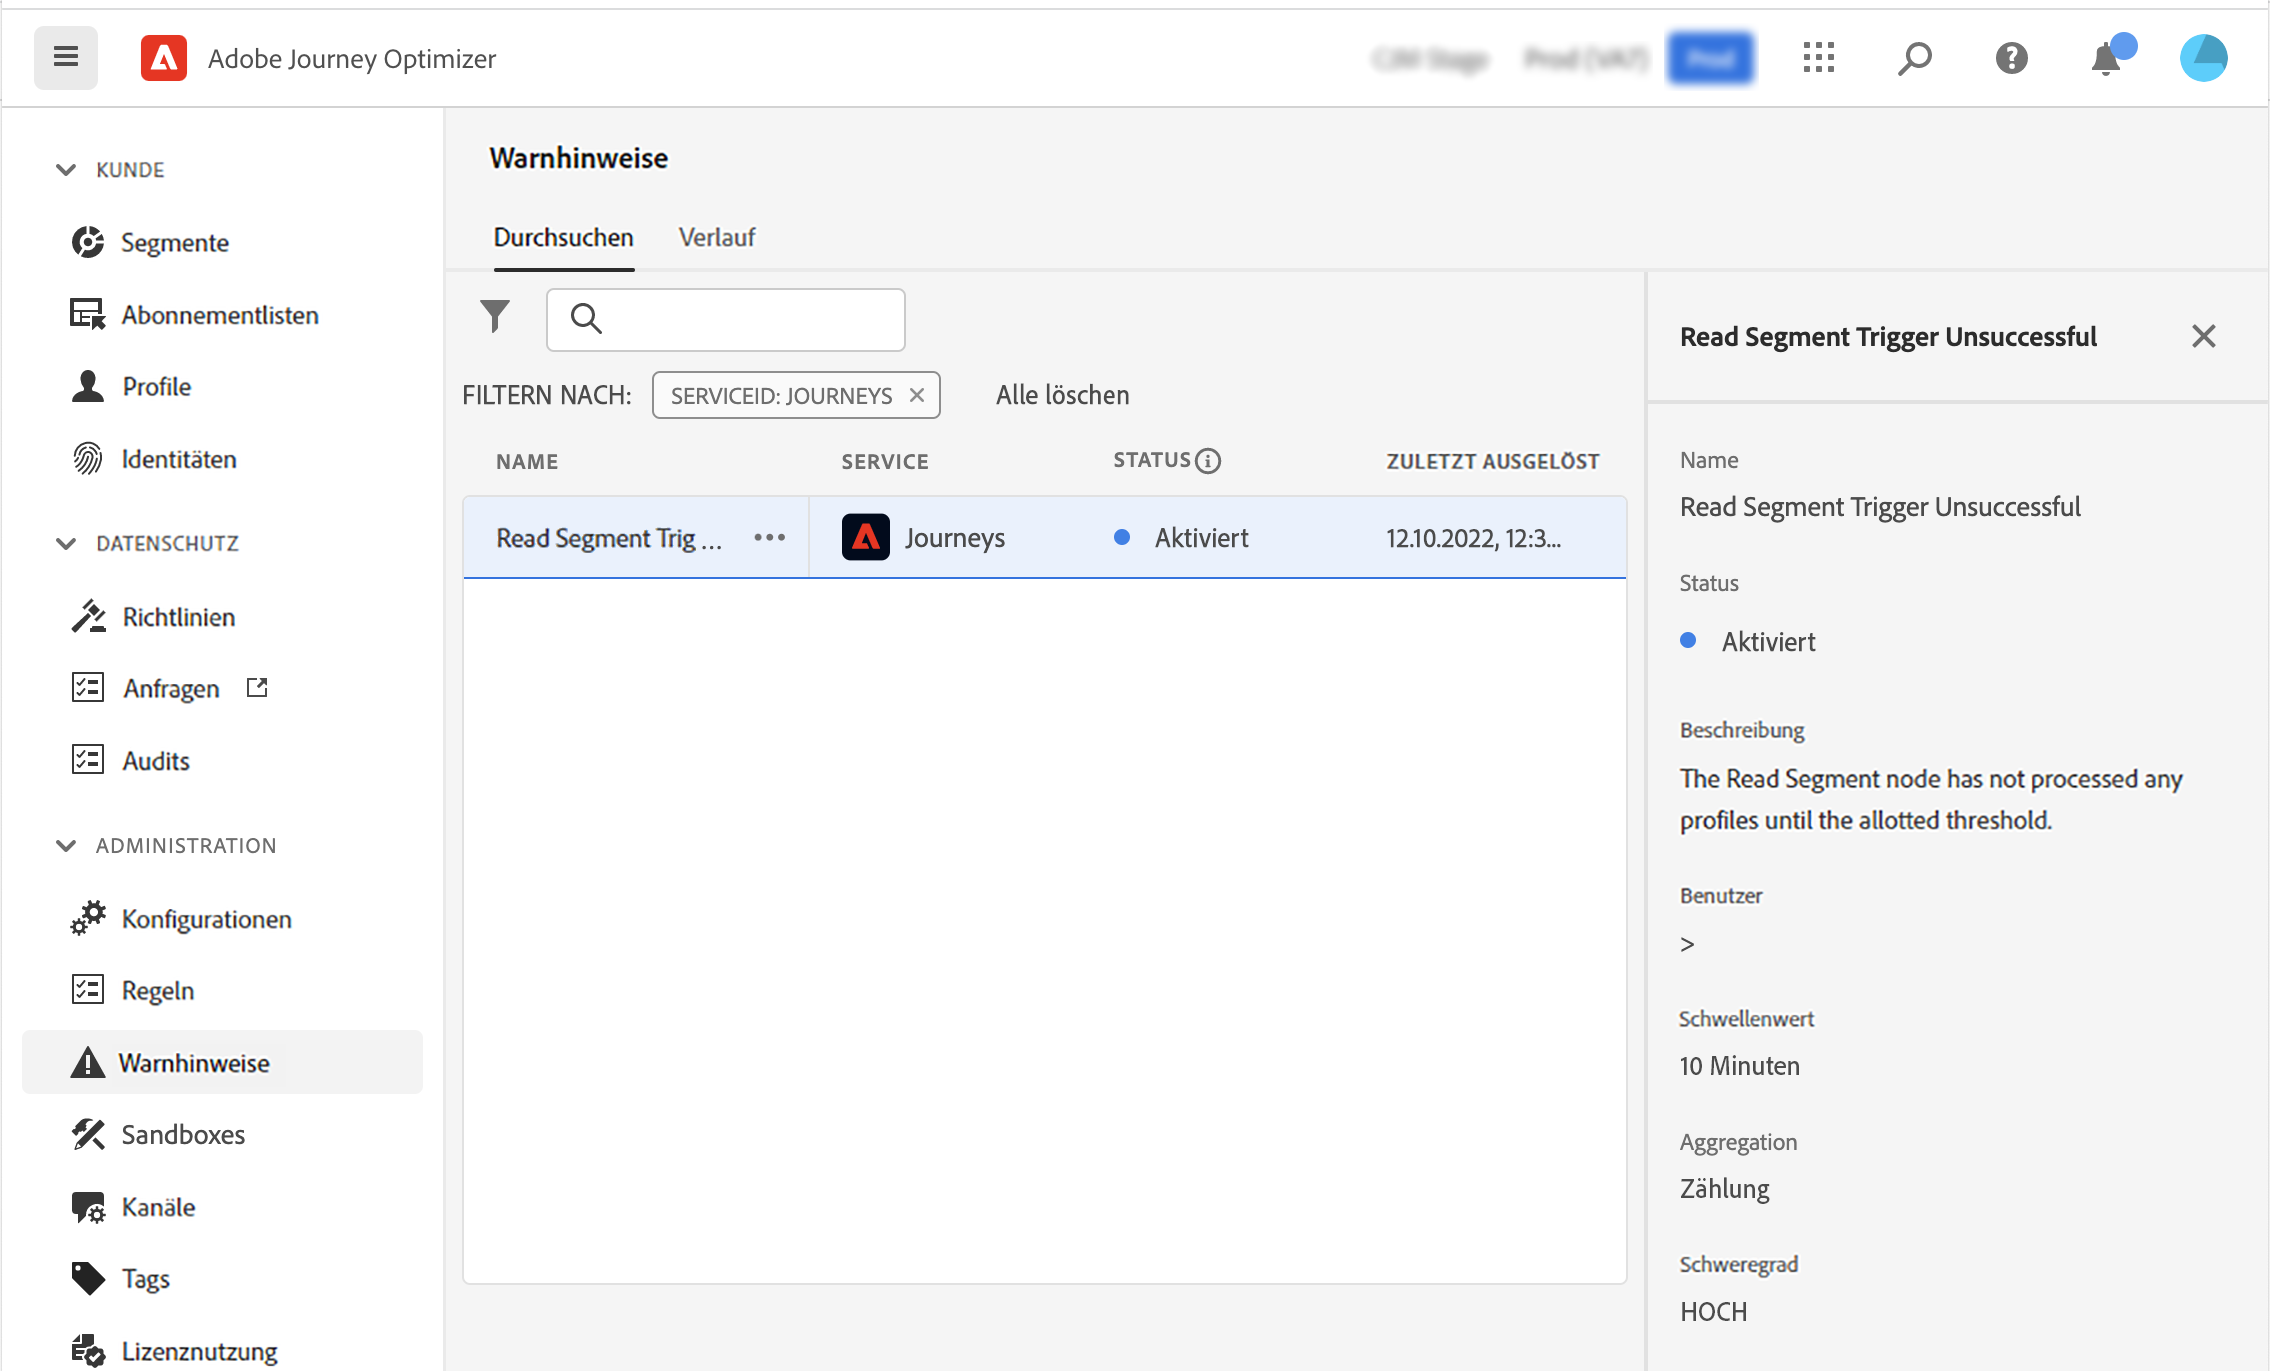 Adobe Journey Optimizer
KUNDE
Segmente
Abonnementlisten
Profile
Identitäten
DATENSCHUTZ
Richtlinien
Anfragen
Audits
ADMINISTRATION
Konfigurationen
Regeln
Warnhinweise
Sandboxes
Kanäle
Tags
Lizenznutzung
Warnhinweise
Durchsuchen Verlauf
FILTERN NACH: SERVICEID: JOURNEYS Alle löschen
NAME SERVICE STATUS ZULETZT AUSGELÖST
Read Segment Trig ... Journeys Aktiviert 12.10.2022, 12:3...
Read Segment Trigger Unsuccessful
Name
Read Segment Trigger Unsuccessful
Status
Aktiviert
Beschreibung
The Read Segment node has not processed any
profiles until the allotted threshold.
Benutzer
>
Schwellenwert
10 Minuten
Aggregation
Zählung
Schweregrad
HOCH